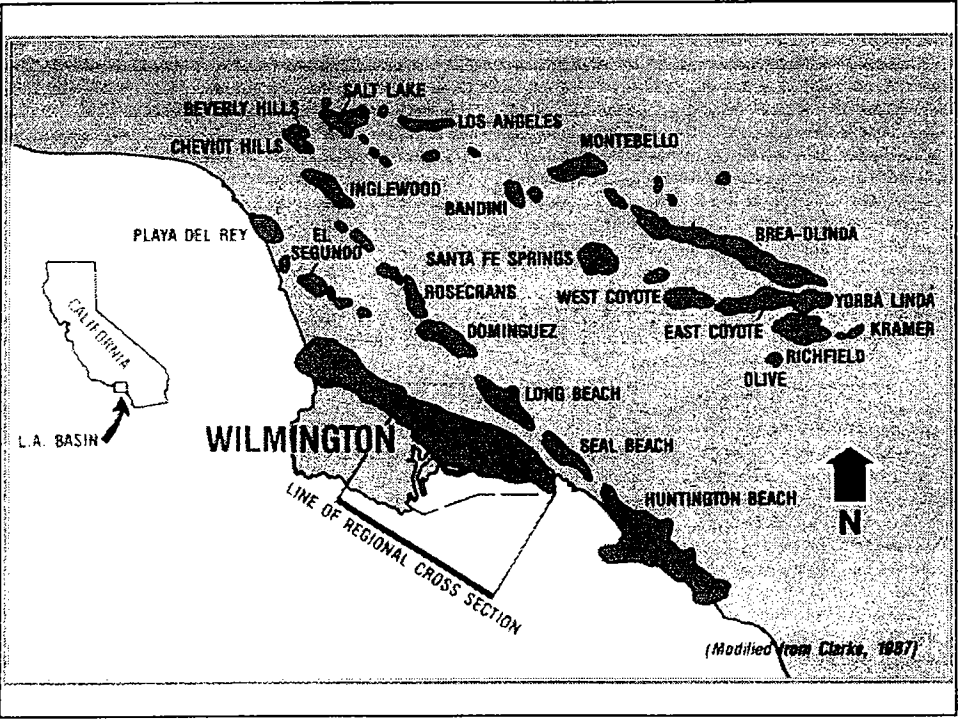 SALT LAKE
BEVERLY HILLS
LOS ANGELES
CHEVIOT HILLS
MONTEBELLO
INGLEWOOD
BANDINI
PLAYA DEL REY
EL
SEGUNDO
BREA-OLINDA
SANTA FE SPRINGS
ROSECRANS
WEST COYOTE
YORBA LINDA
DOMINGUEZ
EAST COYOTE
KRAMER
RICHFIELD
OLIVE
CALIFORNIA
LONG BEACH
L.A. BASIN
WILMINGTON
SEAL BEACH
HUNTINGTON BEACH
LINE OF REGIONAL CROSS SECTION
N
(Modified from Clarke, 1987)